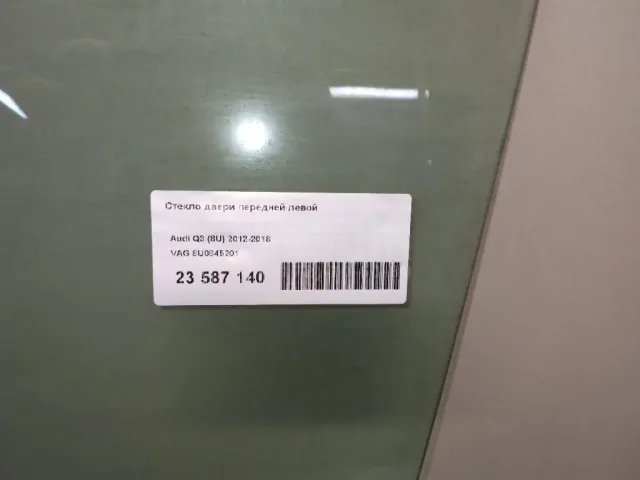 Стекло двери передней левой
Audi Q3 (8U) 2012-2018
VAG 8U0845201
23 587 140